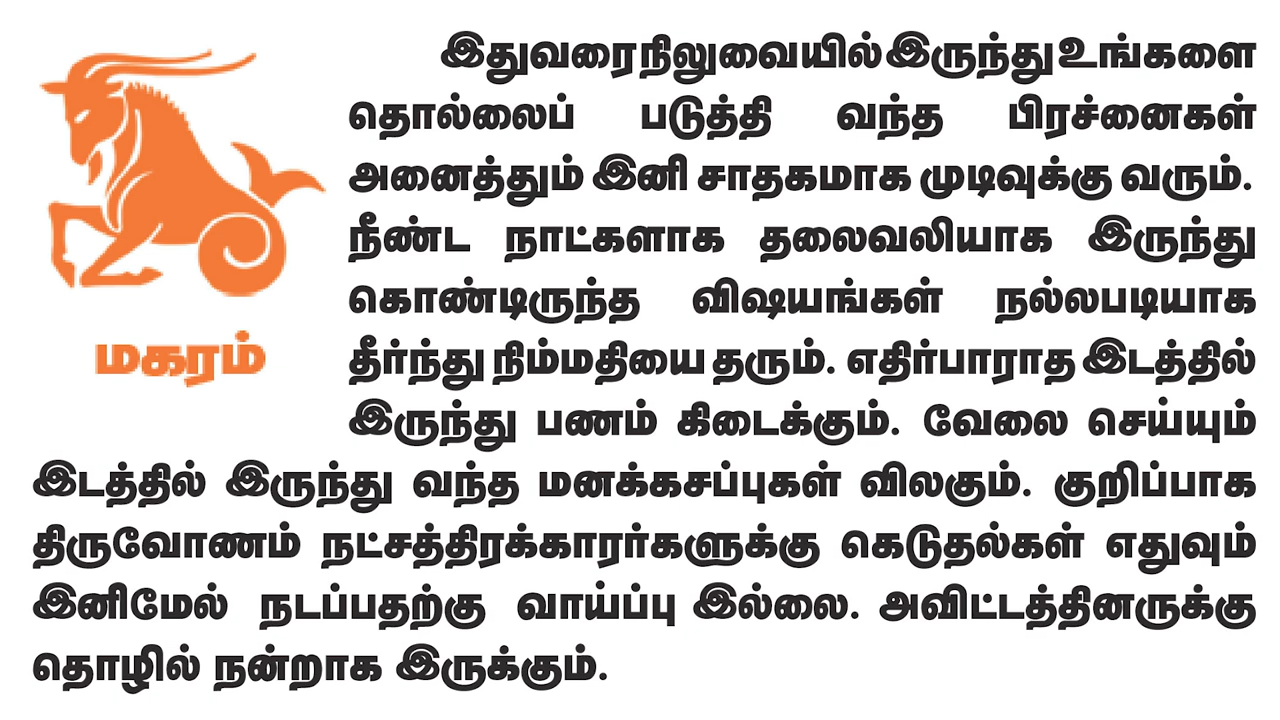 இதுவரை நிலுவையில் இருந்து உங்களை
தொல்லைப் படுத்தி வந்த பிரச்னைகள்
அனைத்தும் இனி சாதகமாக முடிவுக்கு வரும்.
நீண்ட நாட்களாக தலைவலியாக இருந்து
கொண்டிருந்த விஷயங்கள் நல்லபடியாக
தீர்ந்து நிம்மதியை தரும். எதிர்பாராத இடத்தில்
இருந்து பணம் கிடைக்கும். வேலை செய்யும்
இடத்தில் இருந்து வந்த மனக்கசப்புகள் விலகும். குறிப்பாக
திருவோணம் நட்சத்திரக்காரர்களுக்கு கெடுதல்கள் எதுவும்
இனிமேல் நடப்பதற்கு வாய்ப்பு இல்லை. அவிட்டத்தினருக்கு
தொழில் நன்றாக இருக்கும்.
மகரம்